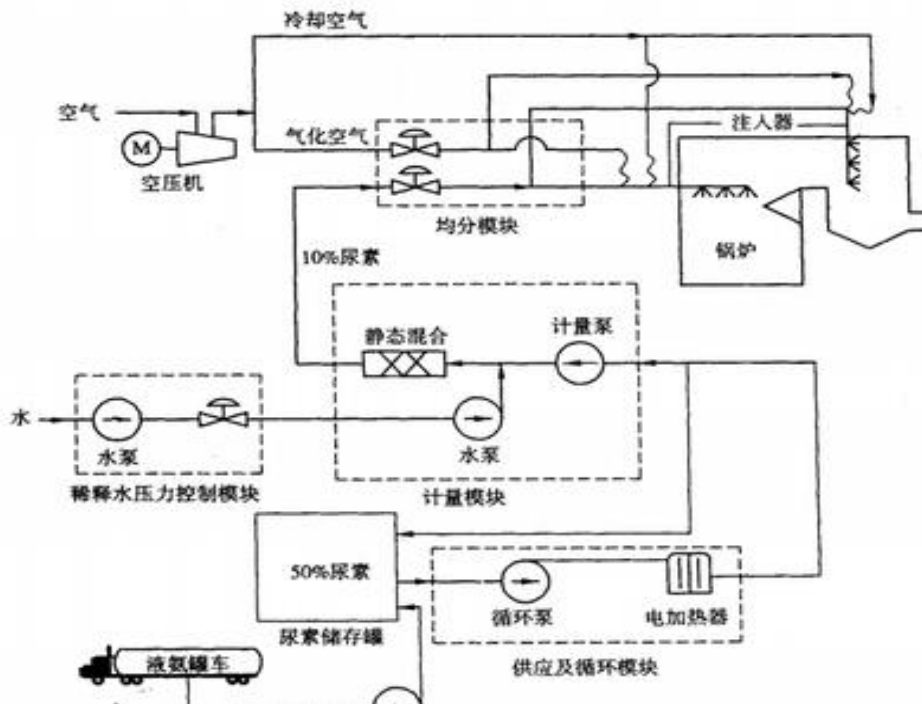 冷却空气
空气
M
空压机
气化空气
注入器
均分模块
锅炉
10%尿素
静态混合
计量泵
水
水泵
水泵
稀释水压力控制模块
计量模块
50%尿素
循环泵
电加热器
尿素储存罐
液氨罐车
供应及循环模块